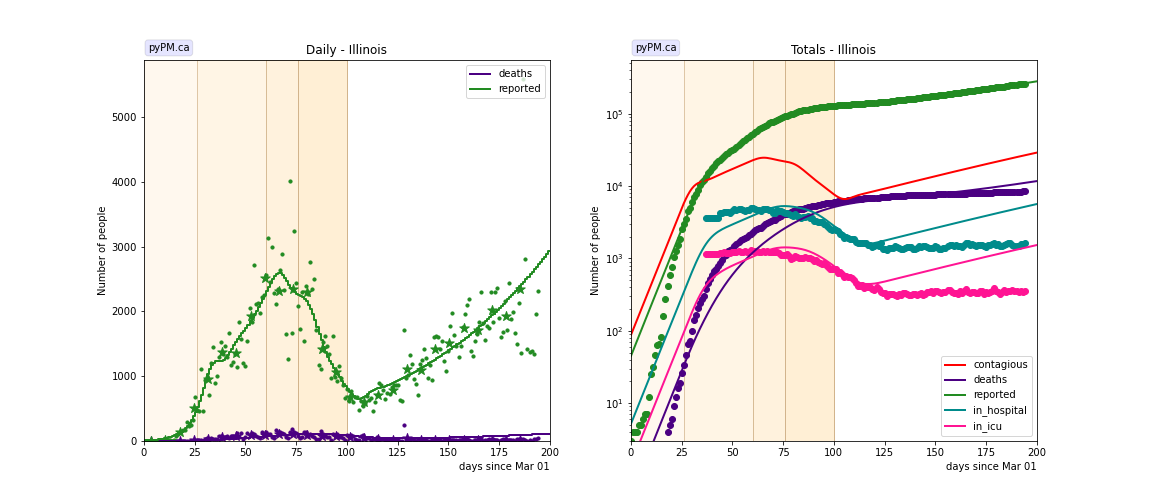 pyPM.ca
Daily - Illinois
deaths
reported
Number of people
5000
4000
3000
2000
1000
0
0 25 50 75 100 125 150 175 200
days since Mar 01
pyPM.ca
Totals - Illinois
Number of people
10^5
10^4
10^3
10^2
10^1
contagious
deaths
reported
in_hospital
in_icu
0 25 50 75 100 125 150 175 200
days since Mar 01